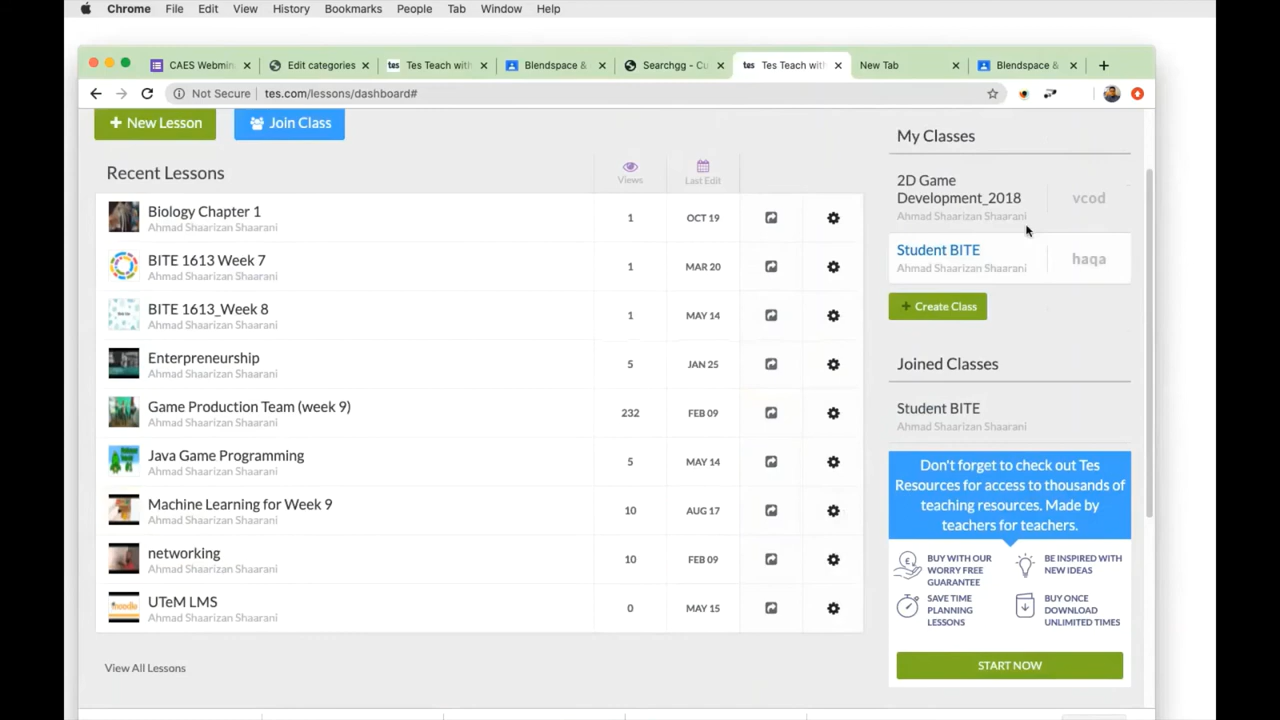 Chrome File Edit View History Bookmarks People Tab Window Help
CAES Webmin Edit categories tes Tes Teach with Blendspace & Searchgg - Cu tes Tes Teach with New Tab Blendspace &
Not Secure tes.com/lessons/dashboard#
+ New Lesson Join Class
Recent Lessons Views Last Edit
Biology Chapter 1
Ahmad Shaarizan Shaarani
1 OCT 19
BITE 1613 Week 7
Ahmad Shaarizan Shaarani
1 MAR 20
BITE 1613_Week 8
Ahmad Shaarizan Shaarani
1 MAY 14
Enterpreneurship
Ahmad Shaarizan Shaarani
5 JAN 25
Game Production Team (week 9)
Ahmad Shaarizan Shaarani
232 FEB 09
Java Game Programming
Ahmad Shaarizan Shaarani
5 MAY 14
Machine Learning for Week 9
Ahmad Shaarizan Shaarani
10 AUG 17
networking
Ahmad Shaarizan Shaarani
10 FEB 09
moodle
UTeM LMS
Ahmad Shaarizan Shaarani
0 MAY 15
View All Lessons
My Classes
2D Game
Development_2018
Ahmad Shaarizan Shaarani
vcod
Student BITE
Ahmad Shaarizan Shaarani
haqa
+ Create Class
Joined Classes
Student BITE
Ahmad Shaarizan Shaarani
Don't forget to check out Tes
Resources for access to thousands of
teaching resources. Made by
teachers for teachers.
BUY WITH OUR
WORRY FREE
GUARANTEE
BE INSPIRED WITH
NEW IDEAS
SAVE TIME
PLANNING
LESSONS
BUY ONCE
DOWNLOAD
UNLIMITED TIMES
START NOW